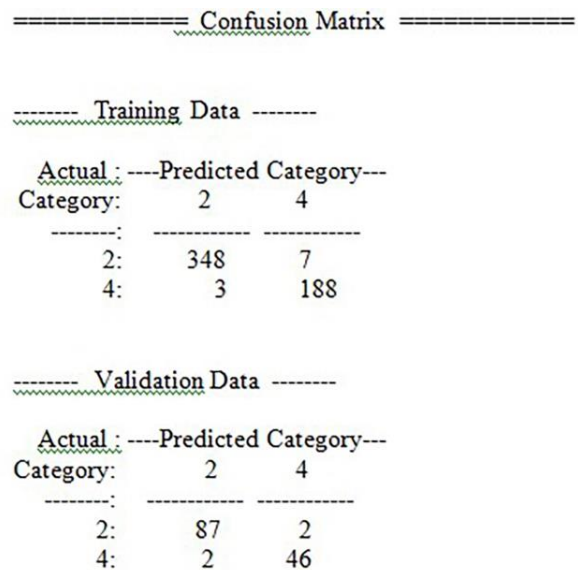 ============ Confusion Matrix ============
-------- Training Data --------
Actual : ----Predicted Category---
Category: 2 4
--------: ------------ ------------
2: 348 7
4: 3 188
-------- Validation Data --------
Actual : ----Predicted Category---
Category: 2 4
--------: ------------ ------------
2: 87 2
4: 2 46